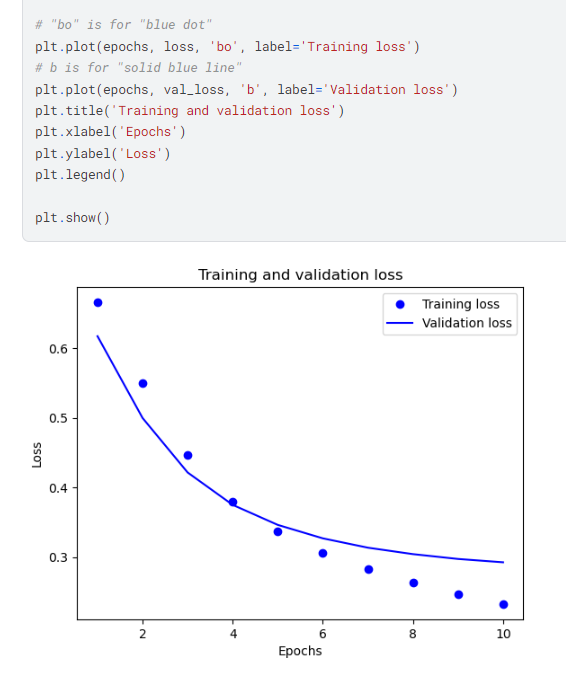 # "bo" is for "blue dot"
plt.plot(epochs, loss, 'bo', label='Training loss')
# b is for "solid blue line"
plt.plot(epochs, val_loss, 'b', label='Validation loss')
plt.title('Training and validation loss')
plt.xlabel('Epochs')
plt.ylabel('Loss')
plt.legend()
plt.show()
Training and validation loss
Training loss
Validation loss
0.6
0.5
0.4
0.3
Loss
2 4 6 8 10
Epochs